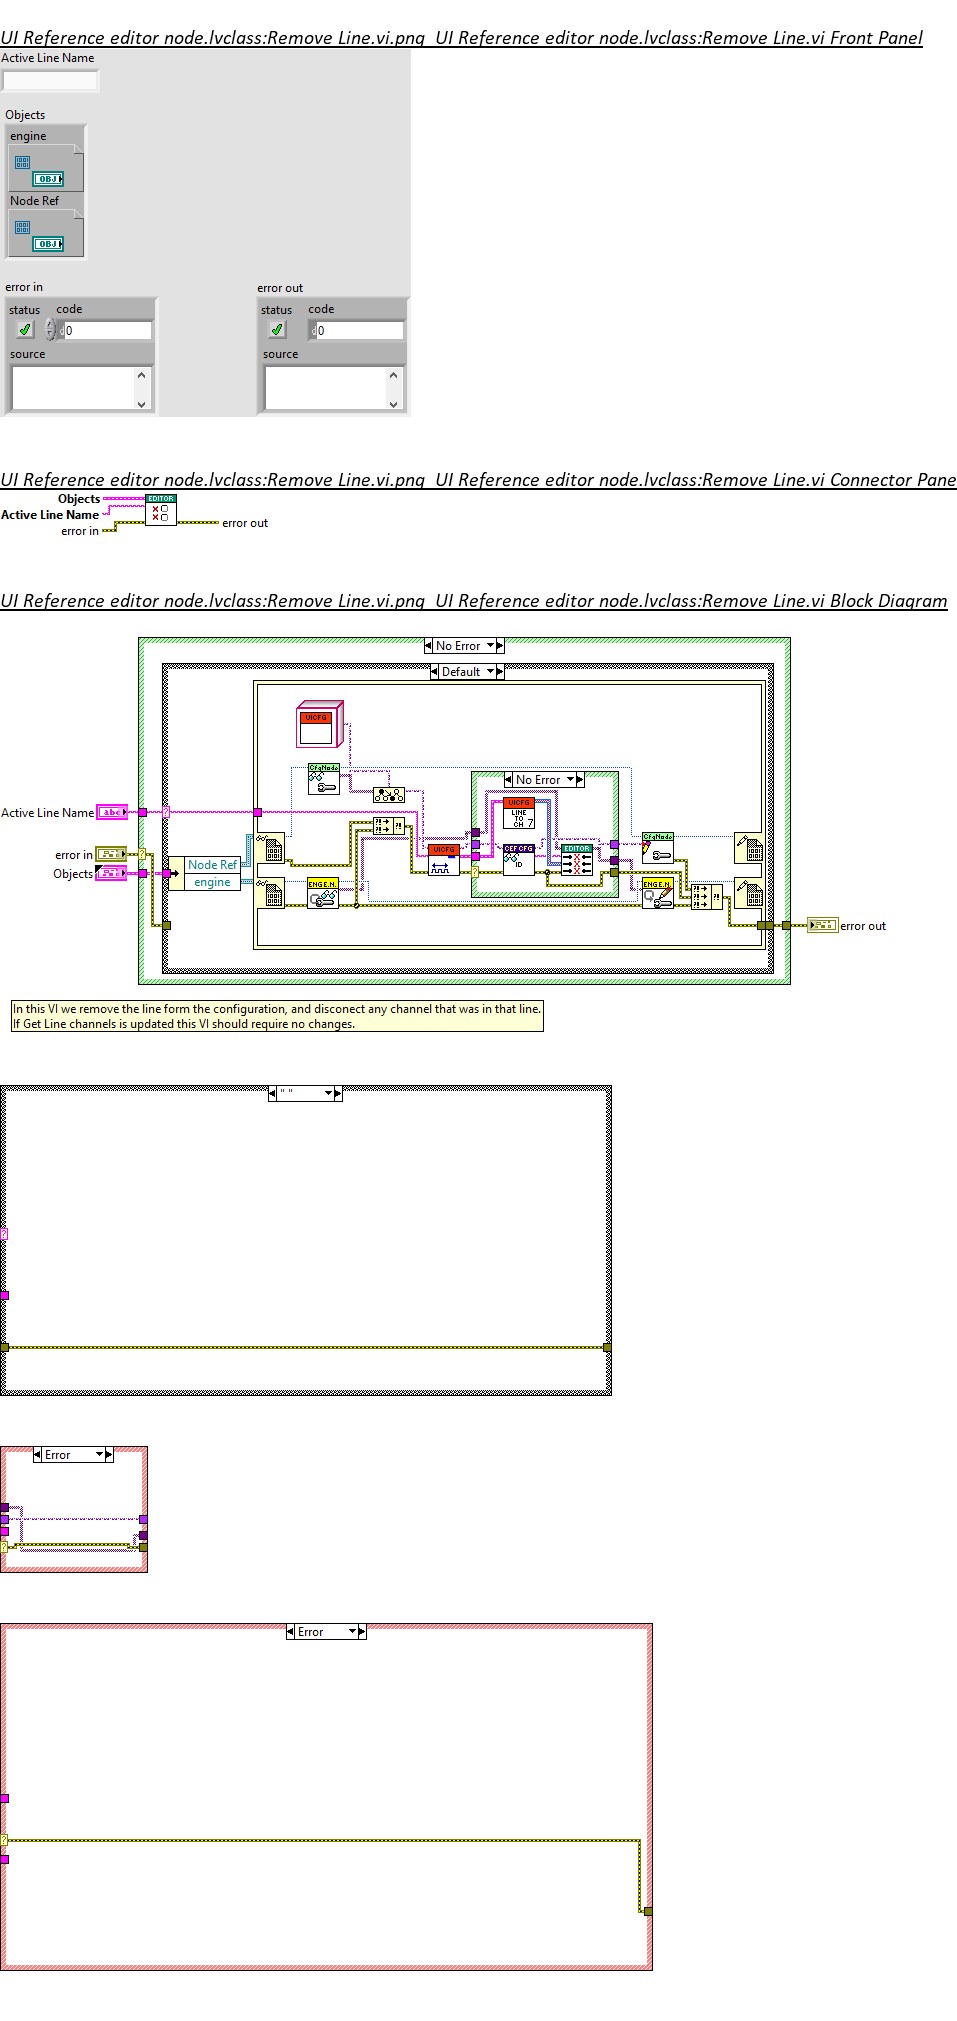 UI Reference editor node.lvclass:Remove Line.vi.png UI Reference editor node.lvclass:Remove Line.vi Front Panel
Active Line Name
Objects
engine
OBJ
Node Ref
OBJ
error in
status code
0
source
error out
status code
0
source
UI Reference editor node.lvclass:Remove Line.vi.png UI Reference editor node.lvclass:Remove Line.vi Connector Pane
Objects
EDITOR
Active Line Name
error in
error out
UI Reference editor node.lvclass:Remove Line.vi.png UI Reference editor node.lvclass:Remove Line.vi Block Diagram
No Error
Default
UICFG
CfgNode
No Error
UICFG
LINE
TO
CH 7
Active Line Name
abc
error in
Objects
Node Ref
engine
UICFG
CEF CFG
ID
EDITOR
CfgNode
ENGE.N.
ENGE.N.
error out
In this VI we remove the line form the configuration, and disconect any channel that was in that line.
If Get Line channels is updated this VI should require no changes.
" "
Error
Error